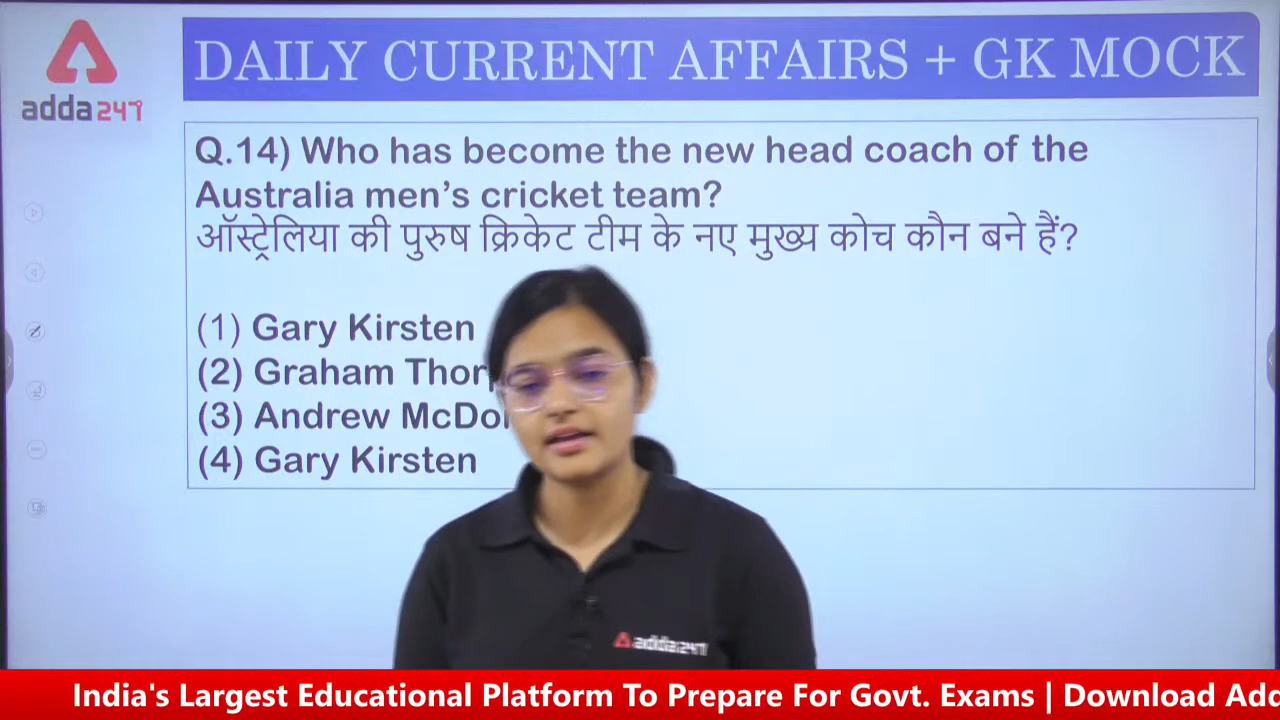 DAILY CURRENT AFFAIRS + GK MOCK
adda247
Q.14) Who has become the new head coach of the
Australia men's cricket team?
ऑस्ट्रेलिया की पुरुष क्रिकेट टीम के नए मुख्य कोच कौन बने हैं?
(1) Gary Kirsten
(2) Graham
(3) Andrew
(4) Gary Kirsten
adda247
India's Largest Educational Platform To Prepare For Govt. Exams | Download